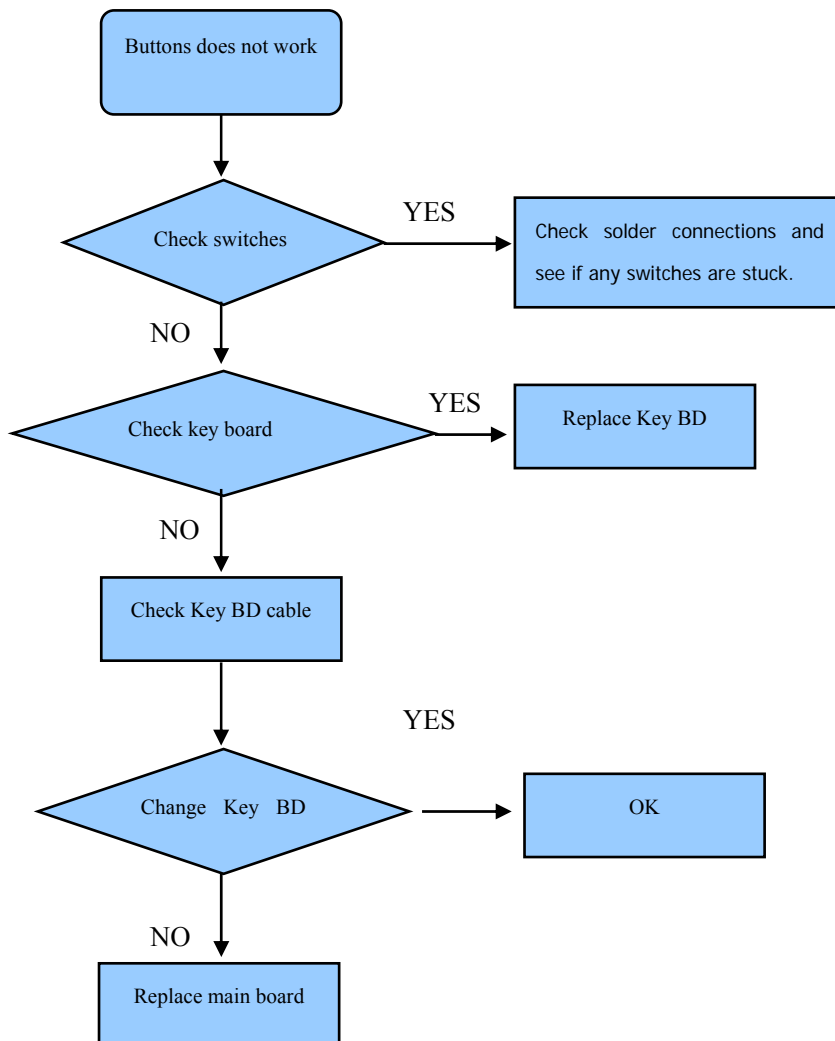 Buttons does not work
Check switches
YES
Check solder connections and
see if any switches are stuck.
NO
Check key board
YES
Replace Key BD
NO
Check Key BD cable
YES
Change Key BD
OK
NO
Replace main board